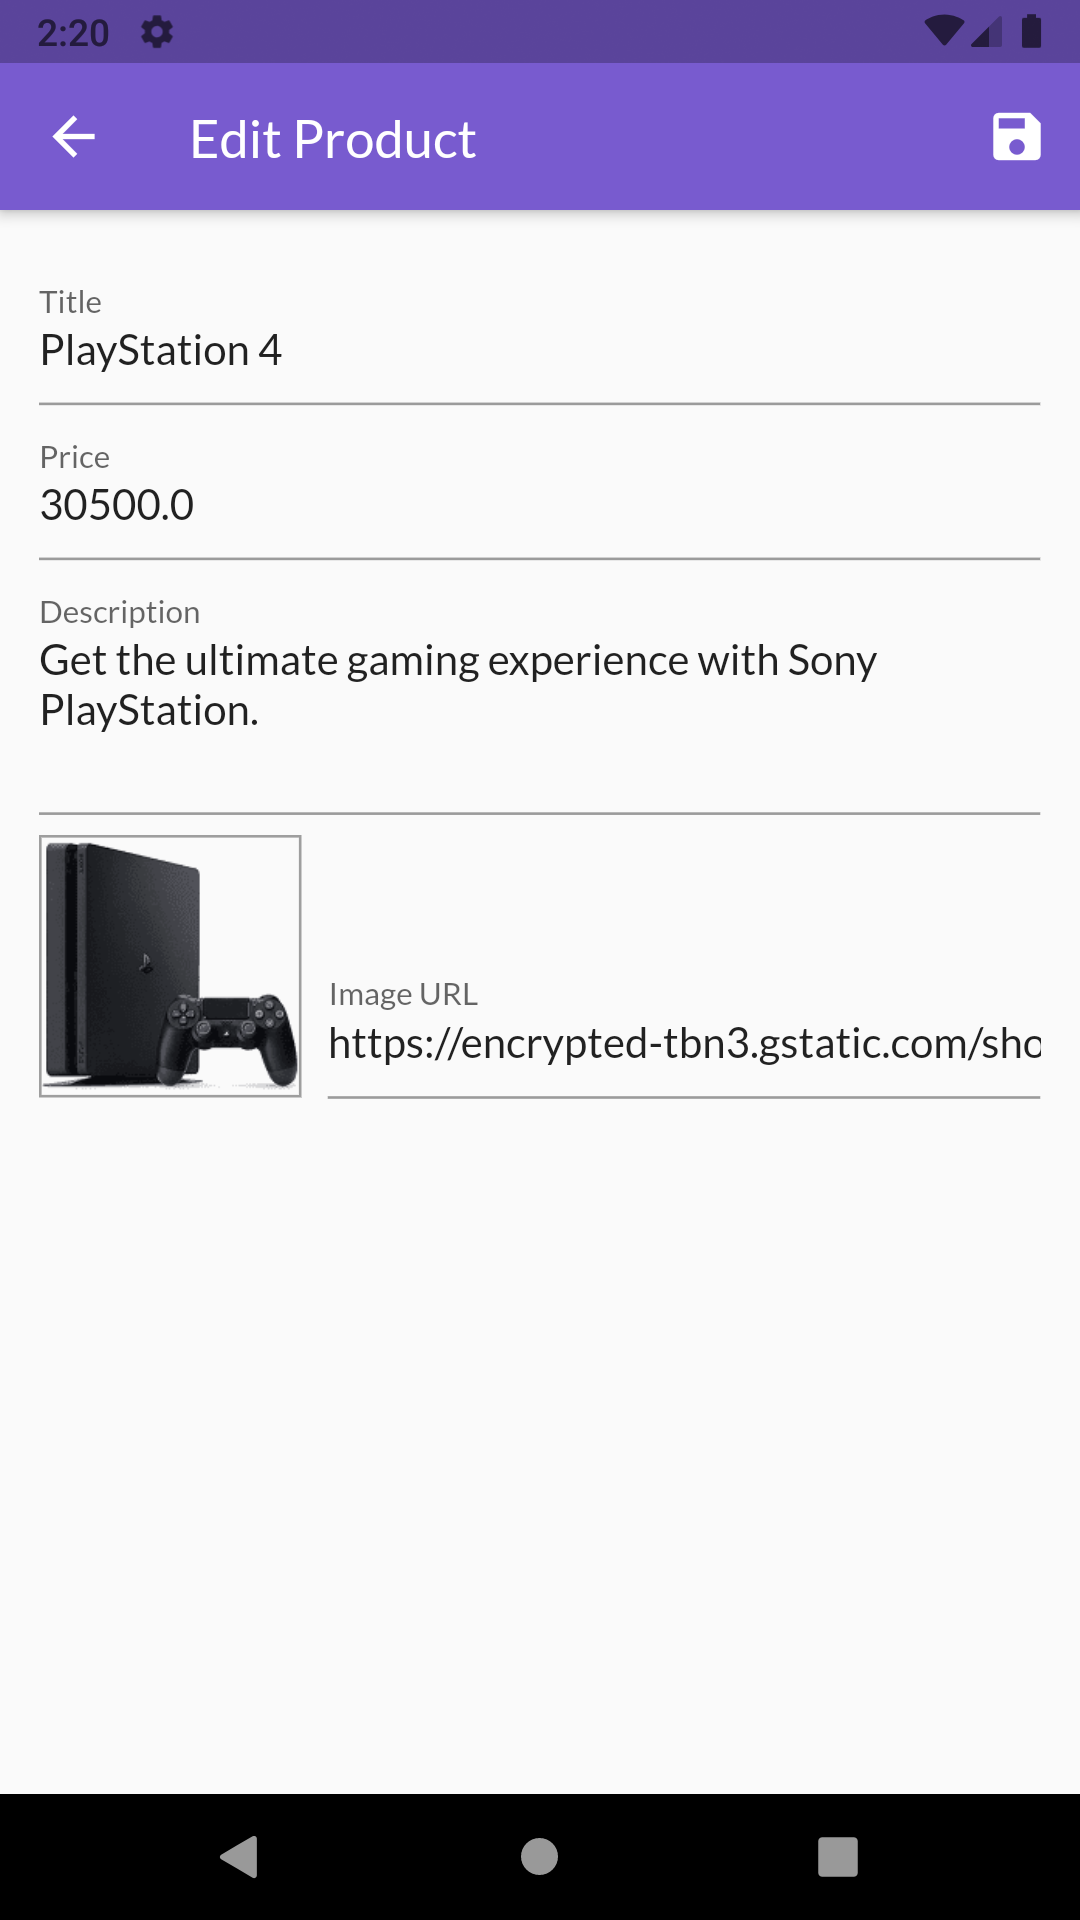 2:20
Edit Product
Title
PlayStation 4
Price
30500.0
Description
Get the ultimate gaming experience with Sony
PlayStation.
Image URL
https://encrypted-tbn3.gstatic.com/sho